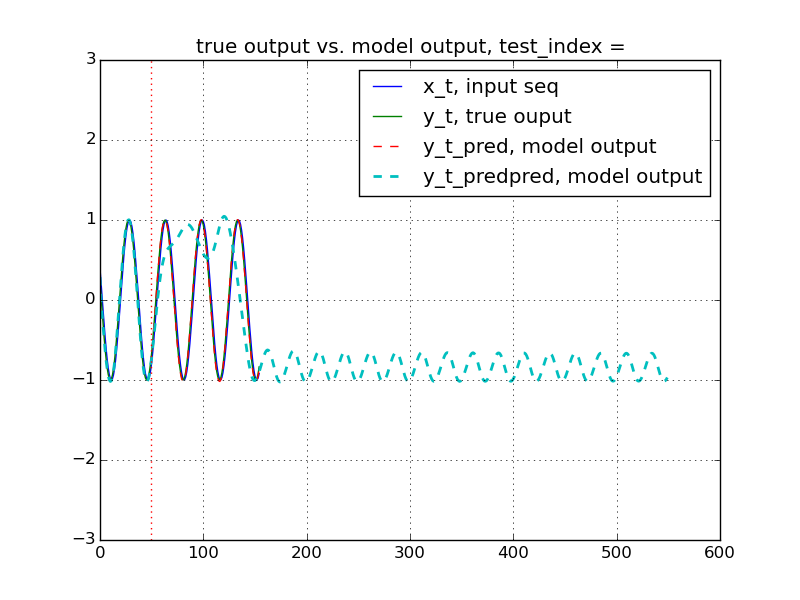 true output vs. model output, test_index =
x_t, input seq
y_t, true ouput
y_t_pred, model output
y_t_predpred, model output
3
2
1
0
−1
−2
−3
0 100 200 300 400 500 600